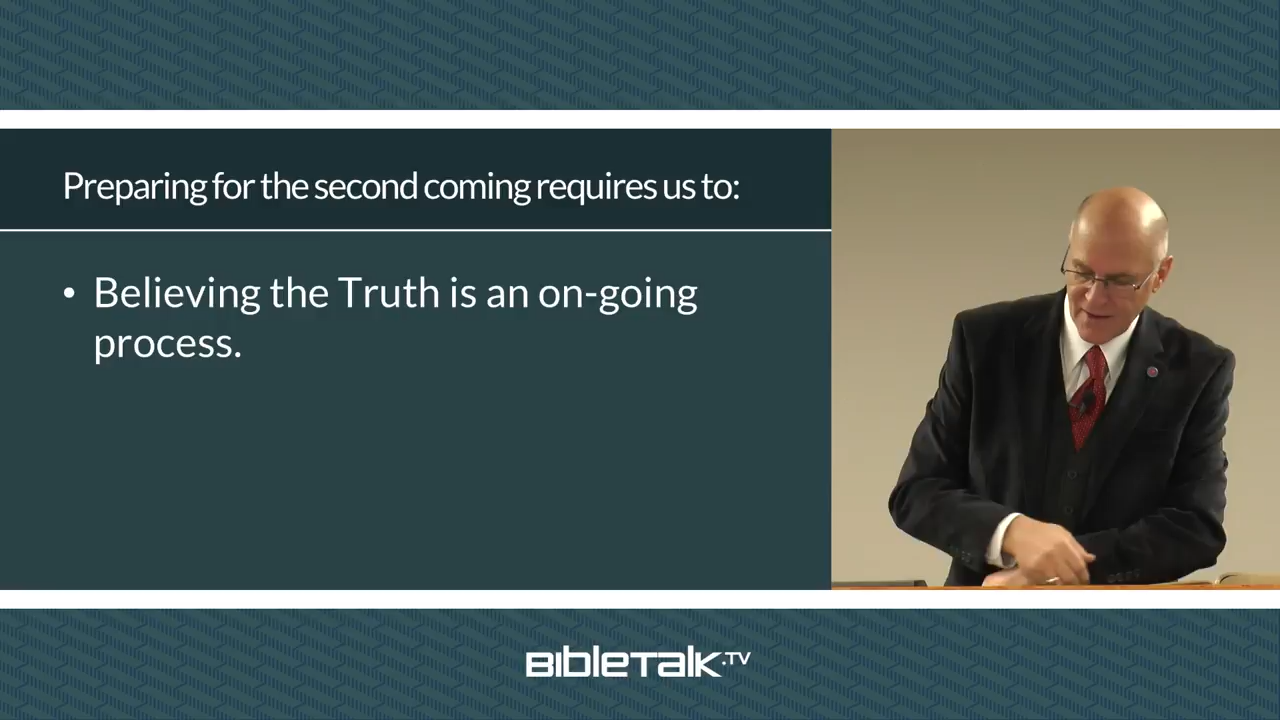 Preparing for the second coming requires us to:
• Believing the Truth is an on-going
process.
BibleTalk.TV